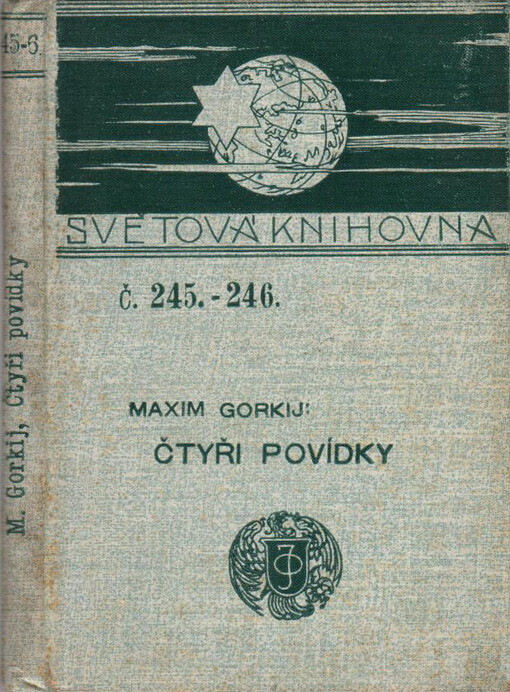 45-6.
M. Gorkij, Čtyři povídky
SVĚTOVÁ KNIHOVNA
Č. 245.-246.
MAXIM GORKIJ:
ČTYŘI POVÍDKY